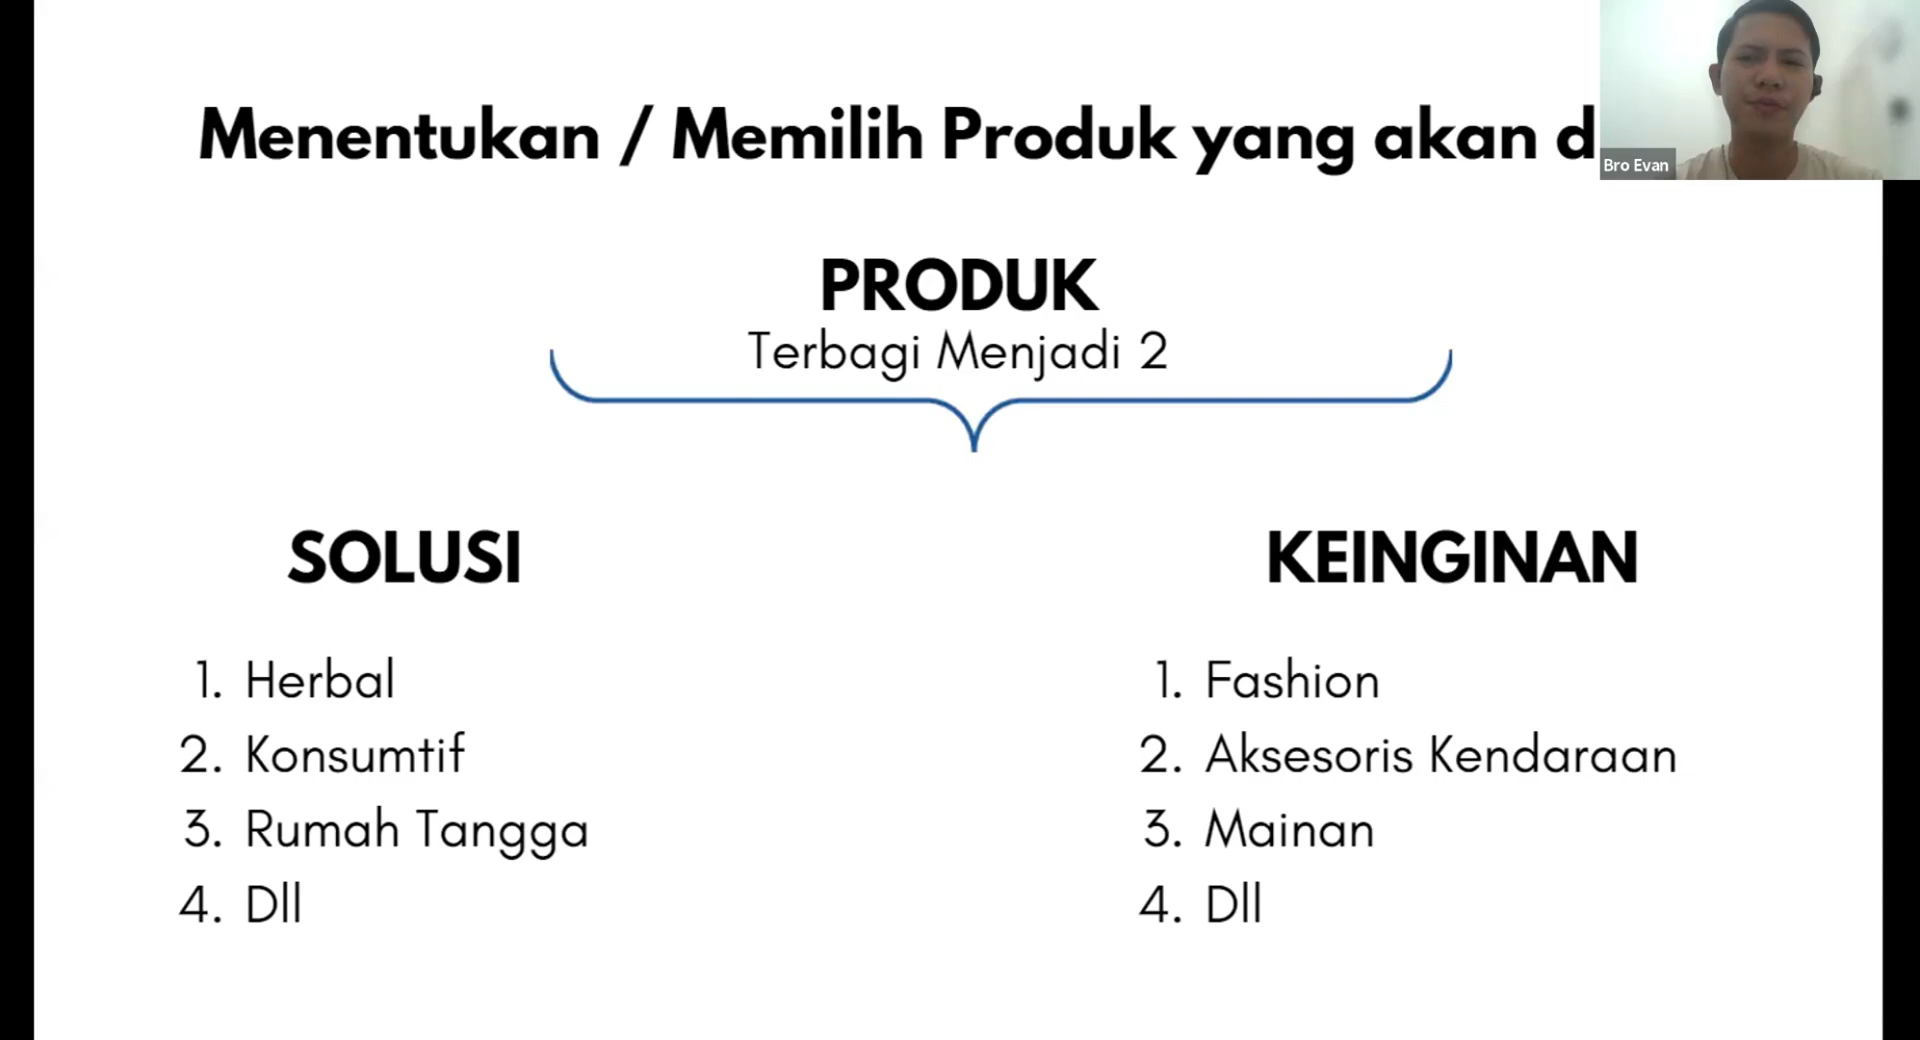 Menentukan / Memilih Produk yang akan d
Bro Evan
PRODUK
Terbagi Menjadi 2
SOLUSI
1. Herbal
2. Konsumtif
3. Rumah Tangga
4. Dll
KEINGINAN
1. Fashion
2. Aksesoris Kendaraan
3. Mainan
4. Dll